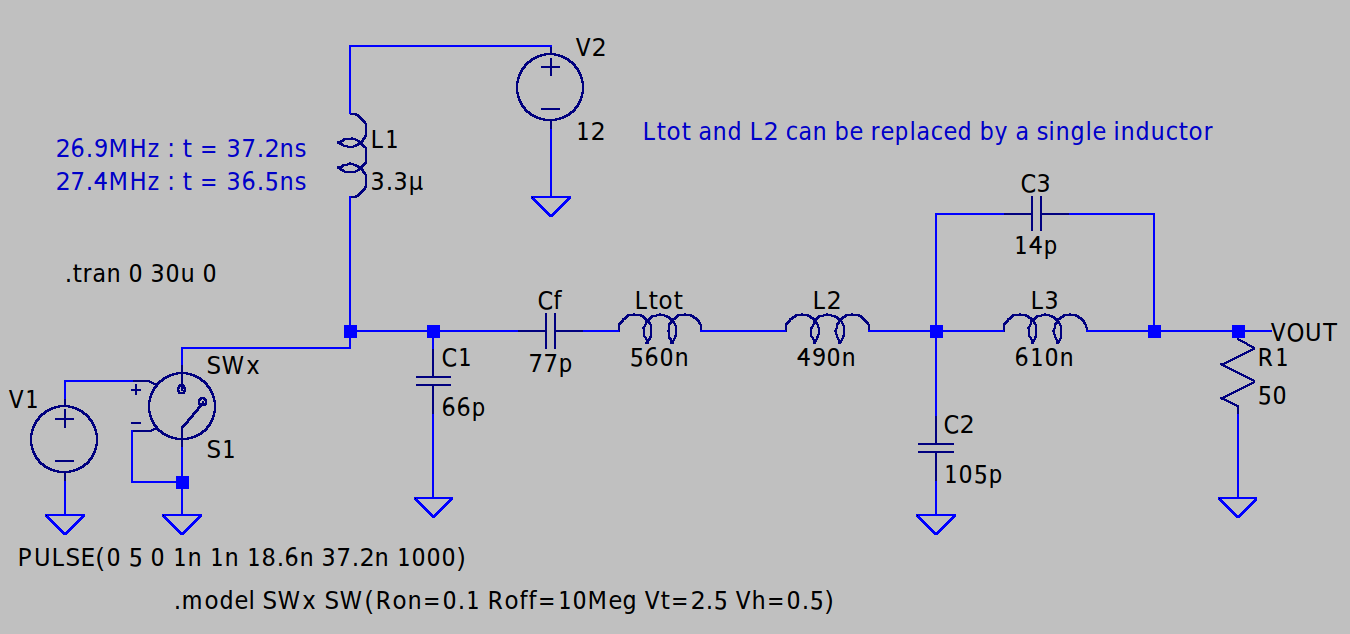 V2
12
Ltot and L2 can be replaced by a single inductor
26.9MHz : t = 37.2ns
27.4MHz : t = 36.5ns
L1
3.3µ
C3
14p
.tran 0 30u 0
Cf
77p
Ltot
560n
L2
490n
L3
610n
VOUT
R1
50
C1
66p
SWx
S1
V1
C2
105p
PULSE(0 5 0 1n 1n 18.6n 37.2n 1000)
.model SWx SW(Ron=0.1 Roff=10Meg Vt=2.5 Vh=0.5)